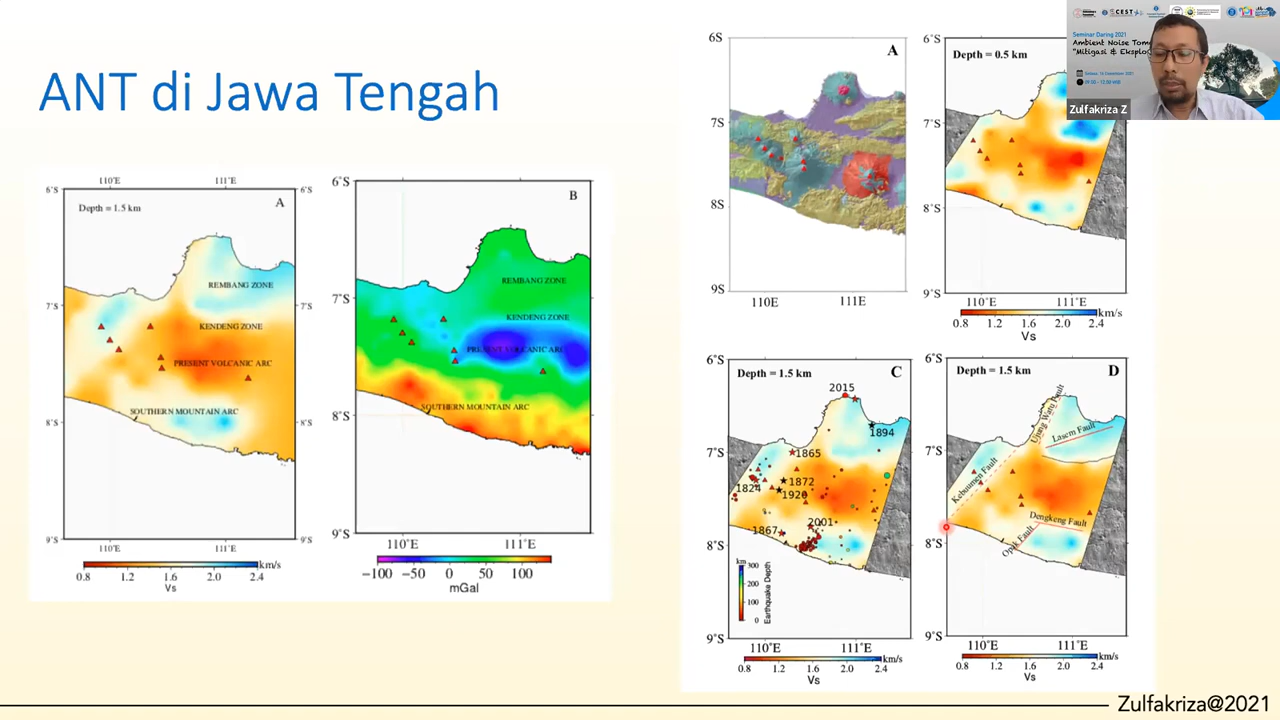 ANT di Jawa Tengah
110°E 111°E
6°S 6°S
Depth = 1.5 km
A
REMBANG ZONE
7°S 7°S
KENDENG ZONE
PRESENT VOLCANIC ARC
SOUTHERN MOUNTAIN ARC
8°S 8°S
9°S 9°S
110°E 111°E
km/s
0.8 1.2 1.6 2.0 2.4
Vs
6°S
B
REMBANG ZONE
7°S
KENDENG ZONE
PRESENT VOLCANIC ARC
SOUTHERN MOUNTAIN ARC
8°S
9°S
110°E 111°E
−100 −50 0 50 100
mGal
6°S
A
7°S
8°S
9°S
110°E 111°E
6°S
Depth = 0.5 km
7°S
8°S
9°S
110°E 111°E
km/s
0.8 1.2 1.6 2.0 2.4
Vs
6°S
Depth = 1.5 km
C
2015
1894
7°S
1865
1824
1872
1920
2001
1867
8°S
km
300
200
100
0
Earthquake Depth
9°S
110°E 111°E
km/s
0.8 1.2 1.6 2.0 2.4
Vs
6°S
Depth = 1.5 km
D
Ujung Watu Fault
Lasem Fault
7°S
Kebaumen Fault
Dengkeng Fault
Opak Fault
8°S
9°S
110°E 111°E
km/s
0.8 1.2 1.6 2.0 2.4
Vs
CEST
Seminar Daring 2021
Ambient Noise Tom
"Mitigasi & Eksplo
Zulfakriza Z
Zulfakriza@2021